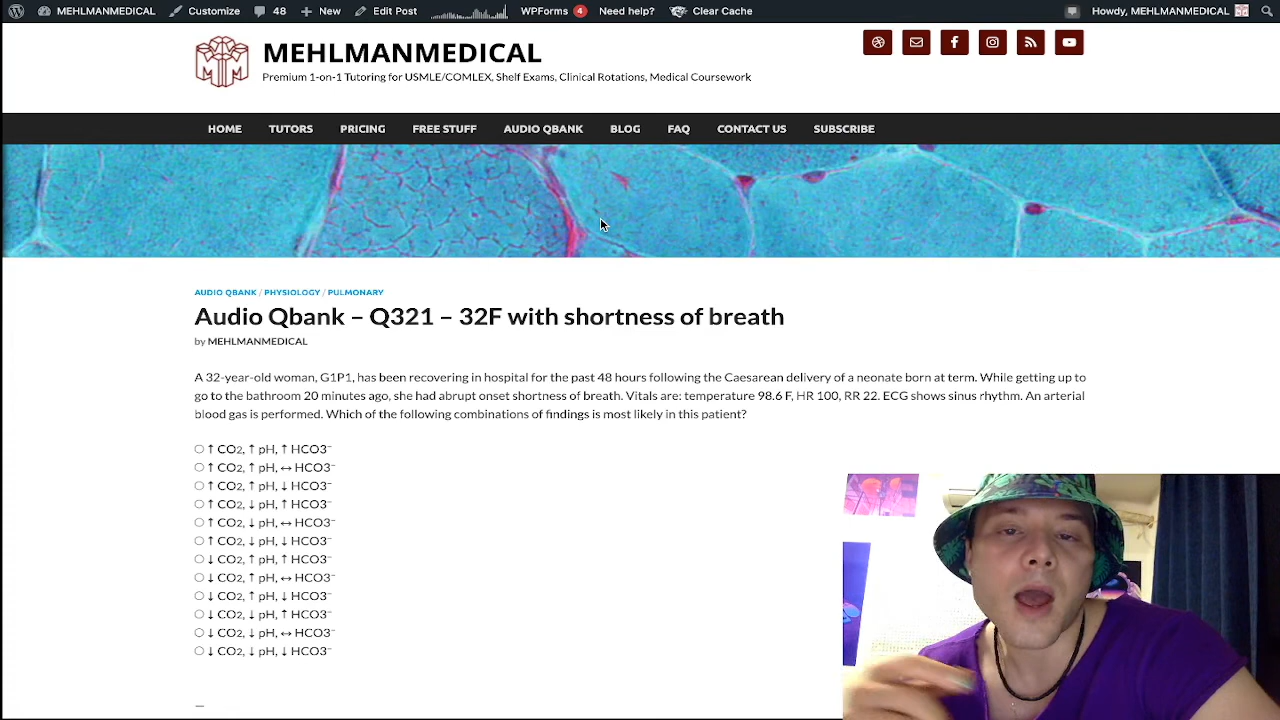 MEHLMANMEDICAL Customize 48 New Edit Post WPForms 4 Need help? Clear Cache Howdy, MEHLMANMEDICAL
MEHLMANMEDICAL
Premium 1-on-1 Tutoring for USMLE/COMLEX, Shelf Exams, Clinical Rotations, Medical Coursework
HOME TUTORS PRICING FREE STUFF AUDIO QBANK BLOG FAQ CONTACT US SUBSCRIBE
AUDIO QBANK / PHYSIOLOGY / PULMONARY
Audio Qbank – Q321 – 32F with shortness of breath
by MEHLMANMEDICAL
A 32-year-old woman, G1P1, has been recovering in hospital for the past 48 hours following the Caesarean delivery of a neonate born at term. While getting up to
go to the bathroom 20 minutes ago, she had abrupt onset shortness of breath. Vitals are: temperature 98.6 F, HR 100, RR 22. ECG shows sinus rhythm. An arterial
blood gas is performed. Which of the following combinations of findings is most likely in this patient?
↑ CO2, ↑ pH, ↑ HCO3⁻
↑ CO2, ↑ pH, ↔ HCO3⁻
↑ CO2, ↑ pH, ↓ HCO3⁻
↑ CO2, ↓ pH, ↑ HCO3⁻
↑ CO2, ↓ pH, ↔ HCO3⁻
↑ CO2, ↓ pH, ↓ HCO3⁻
↓ CO2, ↑ pH, ↑ HCO3⁻
↓ CO2, ↑ pH, ↔ HCO3⁻
↓ CO2, ↑ pH, ↓ HCO3⁻
↓ CO2, ↓ pH, ↑ HCO3⁻
↓ CO2, ↓ pH, ↔ HCO3⁻
↓ CO2, ↓ pH, ↓ HCO3⁻
—